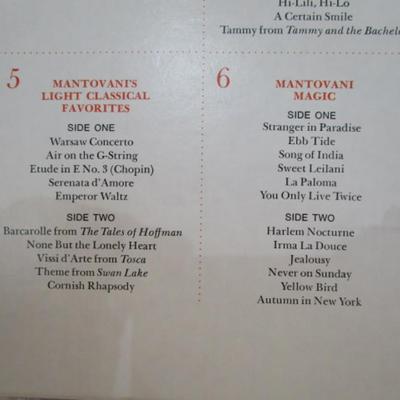 Hi-Lili, Hi-Lo
A Certain Smile
Tammy from Tammy and the Bachelo
5
MANTOVANI'S
LIGHT CLASSICAL
FAVORITES
SIDE ONE
Warsaw Concerto
Air on the G-String
Etude in E No. 3 (Chopin)
Serenata d'Amore
Emperor Waltz
SIDE TWO
Barcarolle from The Tales of Hoffman
None But the Lonely Heart
Vissi d'Arte from Tosca
Theme from Swan Lake
Cornish Rhapsody
6
MANTOVANI
MAGIC
SIDE ONE
Stranger in Paradise
Ebb Tide
Song of India
Sweet Leilani
La Paloma
You Only Live Twice
SIDE TWO
Harlem Nocturne
Irma La Douce
Jealousy
Never on Sunday
Yellow Bird
Autumn in New York